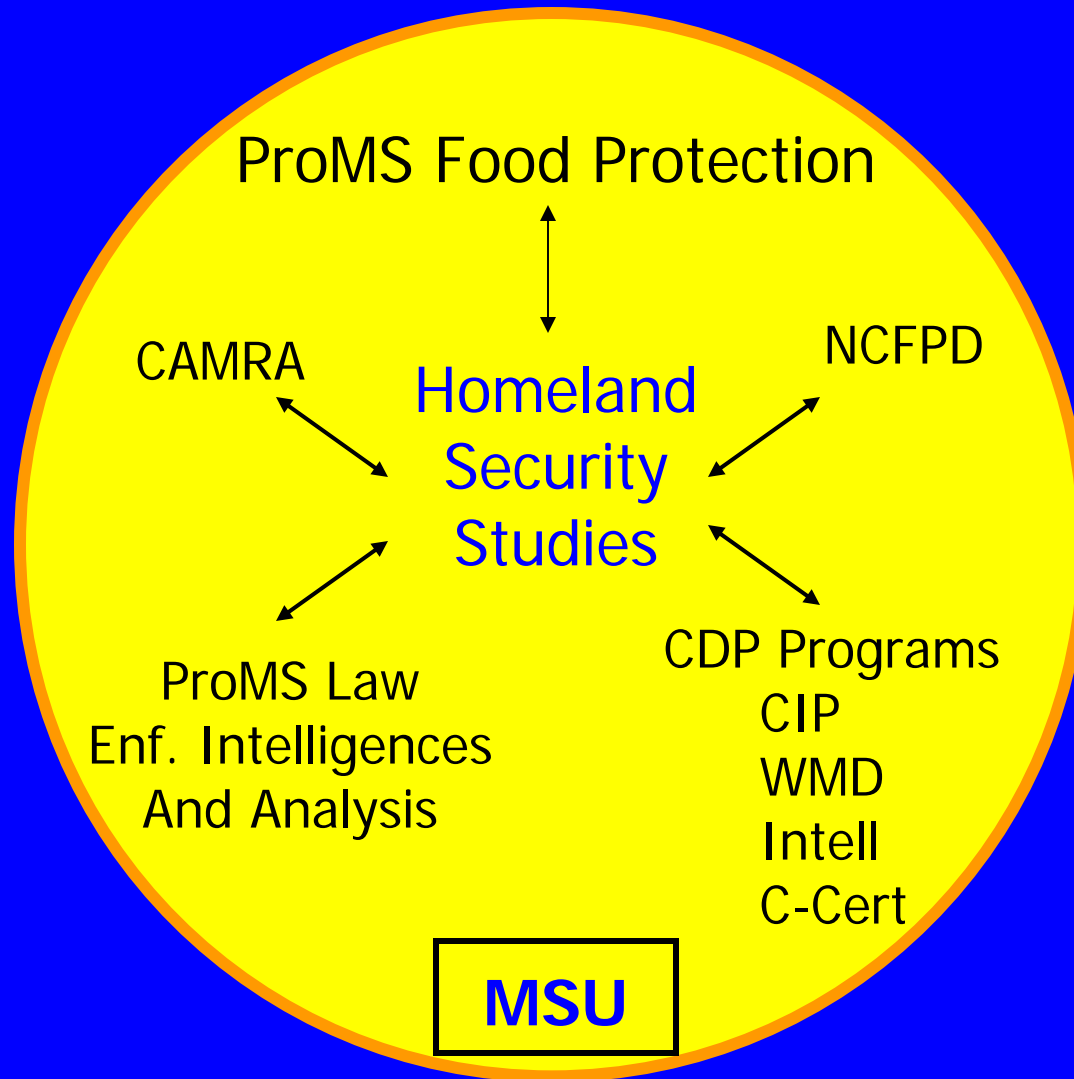 ProMS Food Protection
CAMRA
NCFPD
Homeland
Security
Studies
ProMS Law
Enf. Intelligences
And Analysis
CDP Programs
CIP
WMD
Intell
C-Cert
MSU